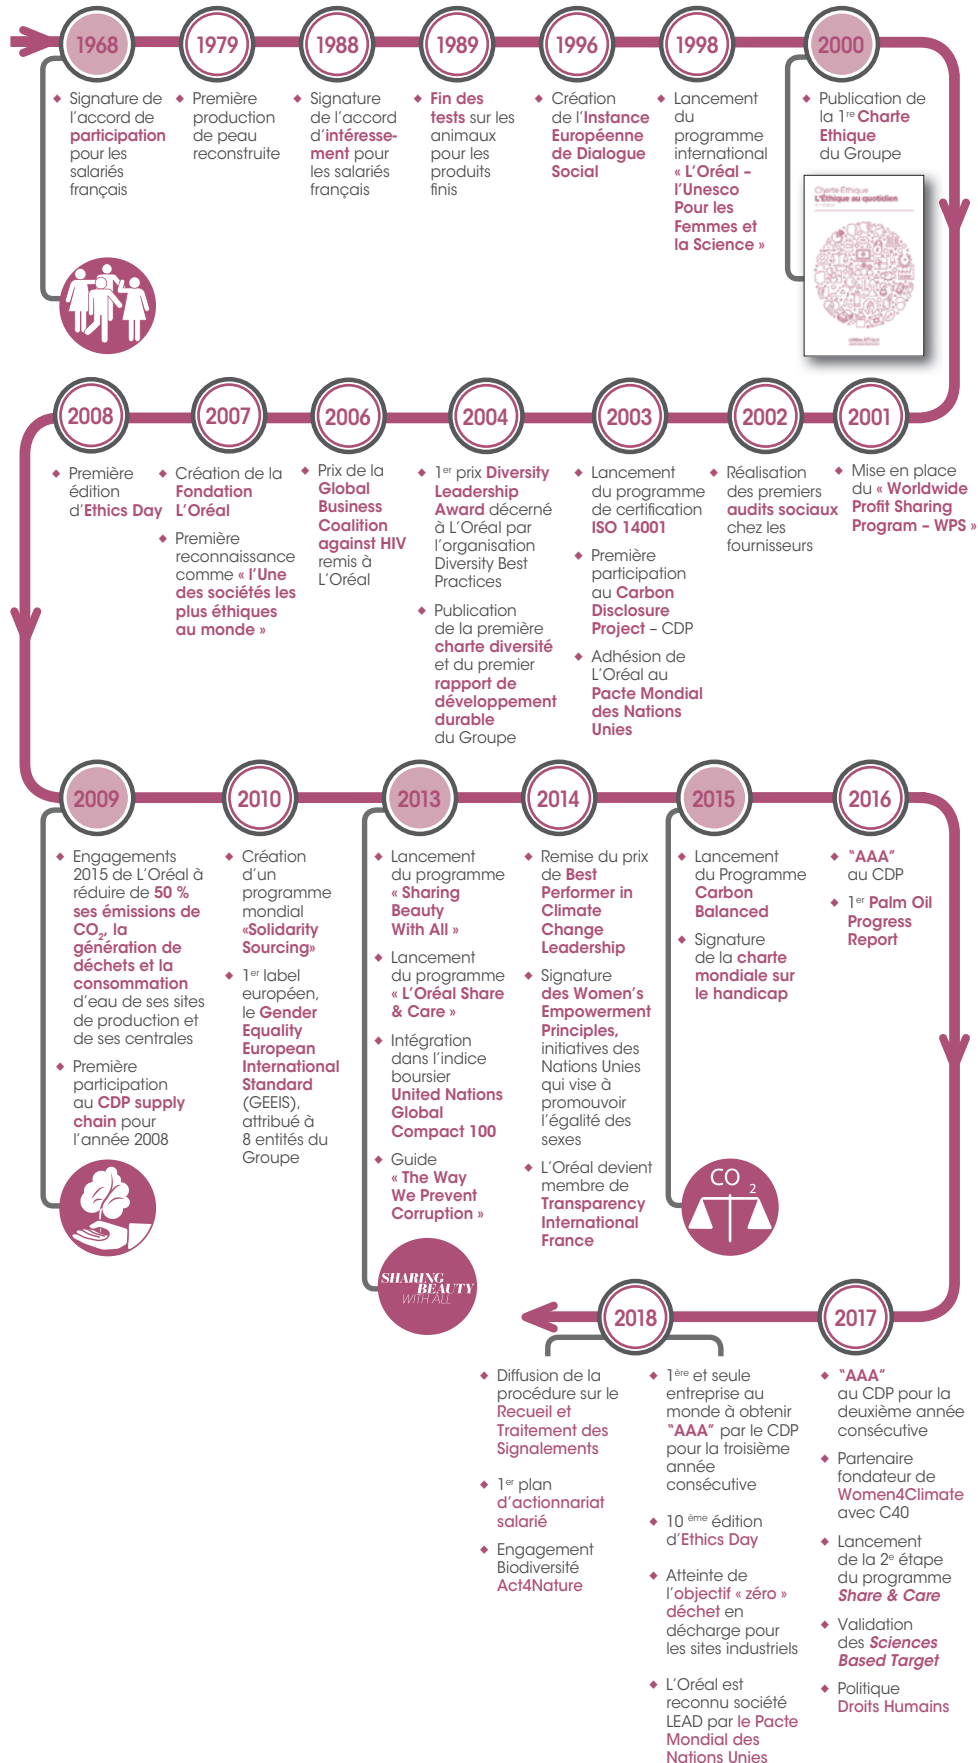 1968
Signature de
l'accord de
participation
pour les
salariés
français
1979
Première
production
de peau
reconstruite
1988
Signature
de l'accord
d'intéresse-
ment pour
les salariés
français
1989
Fin des
tests sur les
animaux
pour les
produits
finis
1996
Création
de l'Instance
Européenne
de Dialogue
Social
1998
Lancement
du
programme
international
« L'Oréal –
l'Unesco
Pour les
Femmes et
la Science »
2000
Publication de
la 1re Charte
Ethique
du Groupe
Charte Éthique
L'Éthique au quotidien
2001
Mise en place
du « Worldwide
Profit Sharing
Program – WPS »
2002
Réalisation
des premiers
audits sociaux
chez les
fournisseurs
2003
Lancement
du programme
de certification
ISO 14001
Première
participation
au Carbon
Disclosure
Project – CDP
Adhésion de
L'Oréal au
Pacte Mondial
des Nations
Unies
2004
1er prix Diversity
Leadership
Award décerné
à L'Oréal par
l'organisation
Diversity Best
Practices
Publication
de la première
charte diversité
et du premier
rapport de
développement
durable
du Groupe
2006
Prix de la
Global
Business
Coalition
against HIV
remis à
L'Oréal
2007
Création de la
Fondation
L'Oréal
Première
reconnaissance
comme « l'Une
des sociétés les
plus éthiques
au monde »
2008
Première
édition
d'Ethics Day
2009
Engagements
2015 de L'Oréal à
réduire de 50 %
ses émissions de
CO2, la
génération de
déchets et la
consommation
d'eau de ses sites
de production et
de ses centrales
Première
participation
au CDP supply
chain pour
l'année 2008
2010
Création
d'un
programme
mondial
«Solidarity
Sourcing»
1er label
européen,
le Gender
Equality
European
International
Standard
(GEEIS),
attribué à
8 entités du
Groupe
2013
Lancement
du programme
« Sharing
Beauty
With All »
Lancement
du programme
« L'Oréal Share
& Care »
Intégration
dans l'indice
boursier
United Nations
Global
Compact 100
Guide
« The Way
We Prevent
Corruption »
SHARING
BEAUTY
WITH ALL
2014
Remise du prix
de Best
Performer in
Climate
Change
Leadership
Signature
des Women's
Empowerment
Principles,
initiatives des
Nations Unies
qui vise à
promouvoir
l'égalité des
sexes
L'Oréal devient
membre de
Transparency
International
France
2015
Lancement
du Programme
Carbon
Balanced
Signature
de la charte
mondiale sur
le handicap
CO2
2016
"AAA"
au CDP
1er Palm Oil
Progress
Report
2017
"AAA"
au CDP pour la
deuxième année
consécutive
Partenaire
fondateur de
Women4Climate
avec C40
Lancement
de la 2e étape
du programme
Share & Care
Validation
des Sciences
Based Target
Politique
Droits Humains
2018
Diffusion de la
procédure sur le
Recueil et
Traitement des
Signalements
1er plan
d'actionnariat
salarié
Engagement
Biodiversité
Act4Nature
1ère et seule
entreprise au
monde à obtenir
"AAA" par le CDP
pour la troisième
année
consécutive
10 ème édition
d'Ethics Day
Atteinte de
l'objectif « zéro »
déchet en
décharge pour
les sites industriels
L'Oréal est
reconnu société
LEAD par le Pacte
Mondial des
Nations Unies